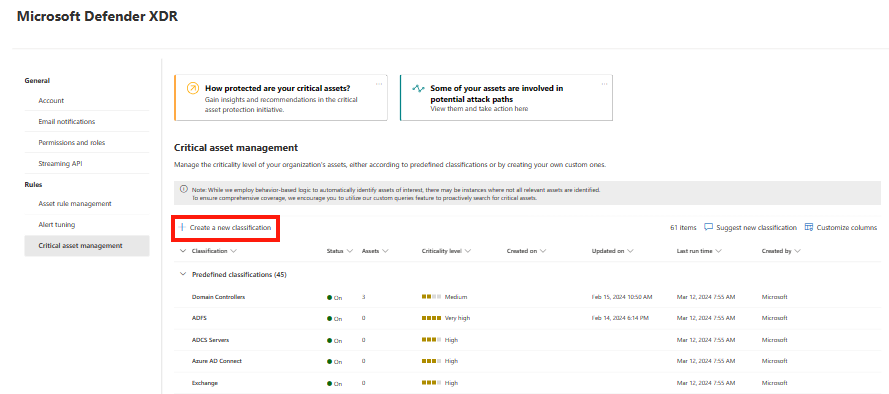 Microsoft Defender XDR
General
Account
Email notifications
Permissions and roles
Streaming API
Rules
Asset rule management
Alert tuning
Critical asset management
How protected are your critical assets?
Gain insights and recommendations in the critical
asset protection initiative.
Some of your assets are involved in
potential attack paths
View them and take action here
Critical asset management
Manage the criticality level of your organization's assets, either according to predefined classifications or by creating your own custom ones.
Note: While we employ behavior-based logic to automatically identify assets of interest, there may be instances where not all relevant assets are identified.
To ensure comprehensive coverage, we encourage you to utilize our custom queries feature to proactively search for critical assets.
Create a new classification 61 items Suggest new classification Customize columns
Classification Status Assets Criticality level Created on Updated on Last run time Created by
Predefined classifications (45)
Domain Controllers On 3 Medium Feb 15, 2024 10:50 AM Mar 12, 2024 7:55 AM Microsoft
ADFS On 0 Very high Feb 14, 2024 6:14 PM Mar 12, 2024 7:55 AM Microsoft
ADCS Servers On 0 High Mar 12, 2024 7:55 AM Microsoft
Azure AD Connect On 0 High Mar 12, 2024 7:55 AM Microsoft
Exchange On 0 High Mar 12, 2024 7:55 AM Microsoft